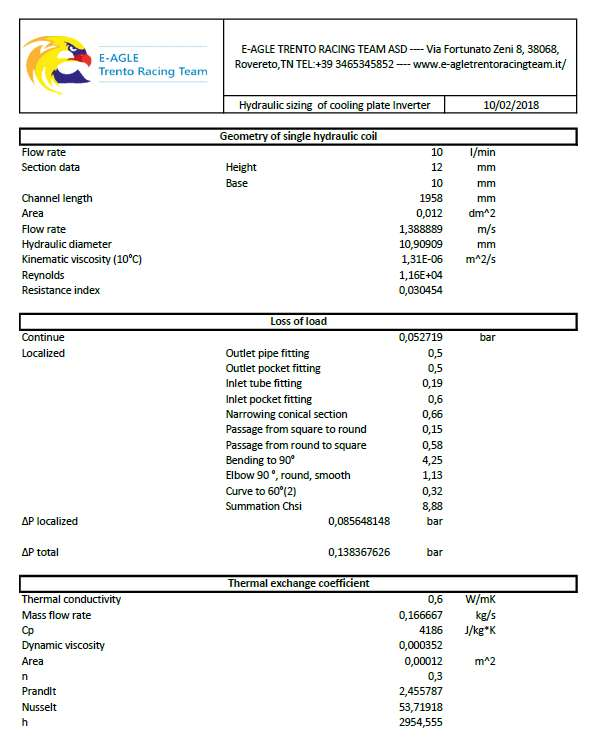 E-AGLE
Trento Racing Team
E-AGLE TRENTO RACING TEAM ASD ---- Via Fortunato Zeni 8, 38068,
Rovereto,TN TEL:+39 3465345852 ---- www.e-agletrentoracingteam.it/
Hydraulic sizing of cooling plate Inverter 10/02/2018
Geometry of single hydraulic coil
Flow rate 10 l/min
Section data Height 12 mm
Base 10 mm
Channel length 1958 mm
Area 0,012 dm^2
Flow rate 1,388889 m/s
Hydraulic diameter 10,90909 mm
Kinematic viscosity (10°C) 1,31E-06 m^2/s
Reynolds 1,16E+04
Resistance index 0,030454
Loss of load
Continue 0,052719 bar
Localized Outlet pipe fitting 0,5
Outlet pocket fitting 0,5
Inlet tube fitting 0,19
Inlet pocket fitting 0,6
Narrowing conical section 0,66
Passage from square to round 0,15
Passage from round to square 0,58
Bending to 90° 4,25
Elbow 90 °, round, smooth 1,13
Curve to 60°(2) 0,32
Summation Chsi 8,88
ΔP localized 0,085648148 bar
ΔP total 0,138367626 bar
Thermal exchange coefficient
Thermal conductivity 0,6 W/mK
Mass flow rate 0,166667 kg/s
Cp 4186 J/kg*K
Dynamic viscosity 0,000352
Area 0,00012 m^2
n 0,3
Prandlt 2,455787
Nusselt 53,71918
h 2954,555